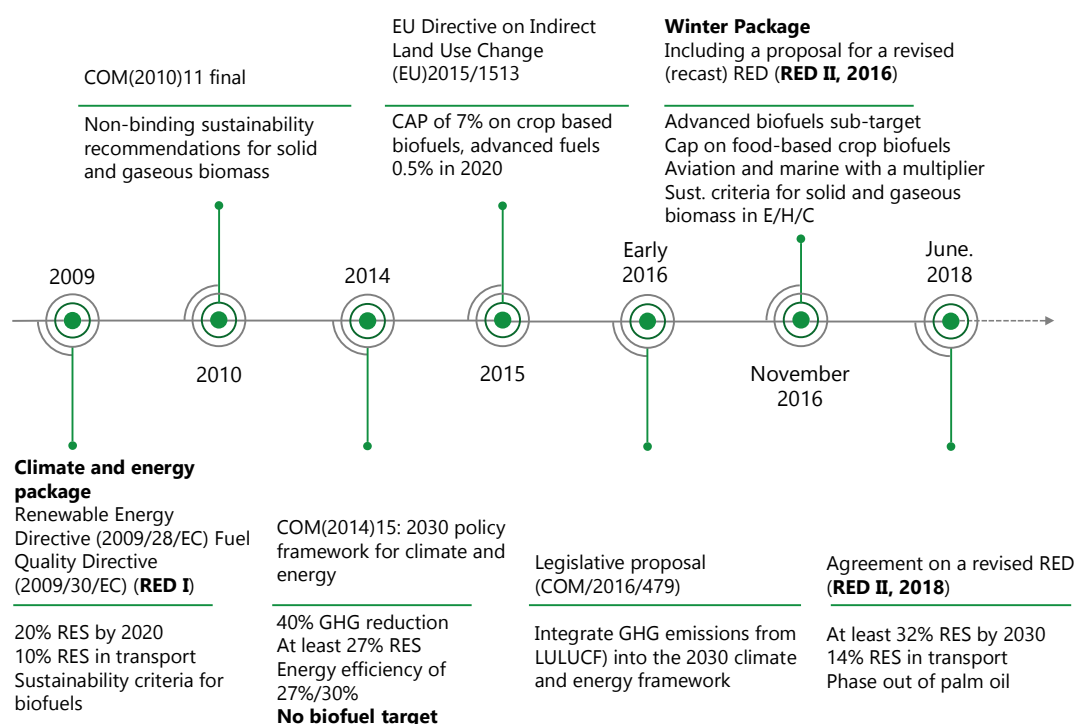 COM(2010)11 final
Non-binding sustainability
recommendations for solid
and gaseous biomass
EU Directive on Indirect
Land Use Change
(EU)2015/1513
CAP of 7% on crop based
biofuels, advanced fuels
0.5% in 2020
Winter Package
Including a proposal for a revised
(recast) RED (RED II, 2016)
Advanced biofuels sub-target
Cap on food-based crop biofuels
Aviation and marine with a multiplier
Sust. criteria for solid and gaseous
biomass in E/H/C
2009
2010
2014
2015
Early
2016
November
2016
June.
2018
Climate and energy
package
Renewable Energy
Directive (2009/28/EC) Fuel
Quality Directive
(2009/30/EC) (RED I)
20% RES by 2020
10% RES in transport
Sustainability criteria for
biofuels
COM(2014)15: 2030 policy
framework for climate and
energy
40% GHG reduction
At least 27% RES
Energy efficiency of
27%/30%
No biofuel target
Legislative proposal
(COM/2016/479)
Integrate GHG emissions from
LULUCF) into the 2030 climate
and energy framework
Agreement on a revised RED
(RED II, 2018)
At least 32% RES by 2030
14% RES in transport
Phase out of palm oil